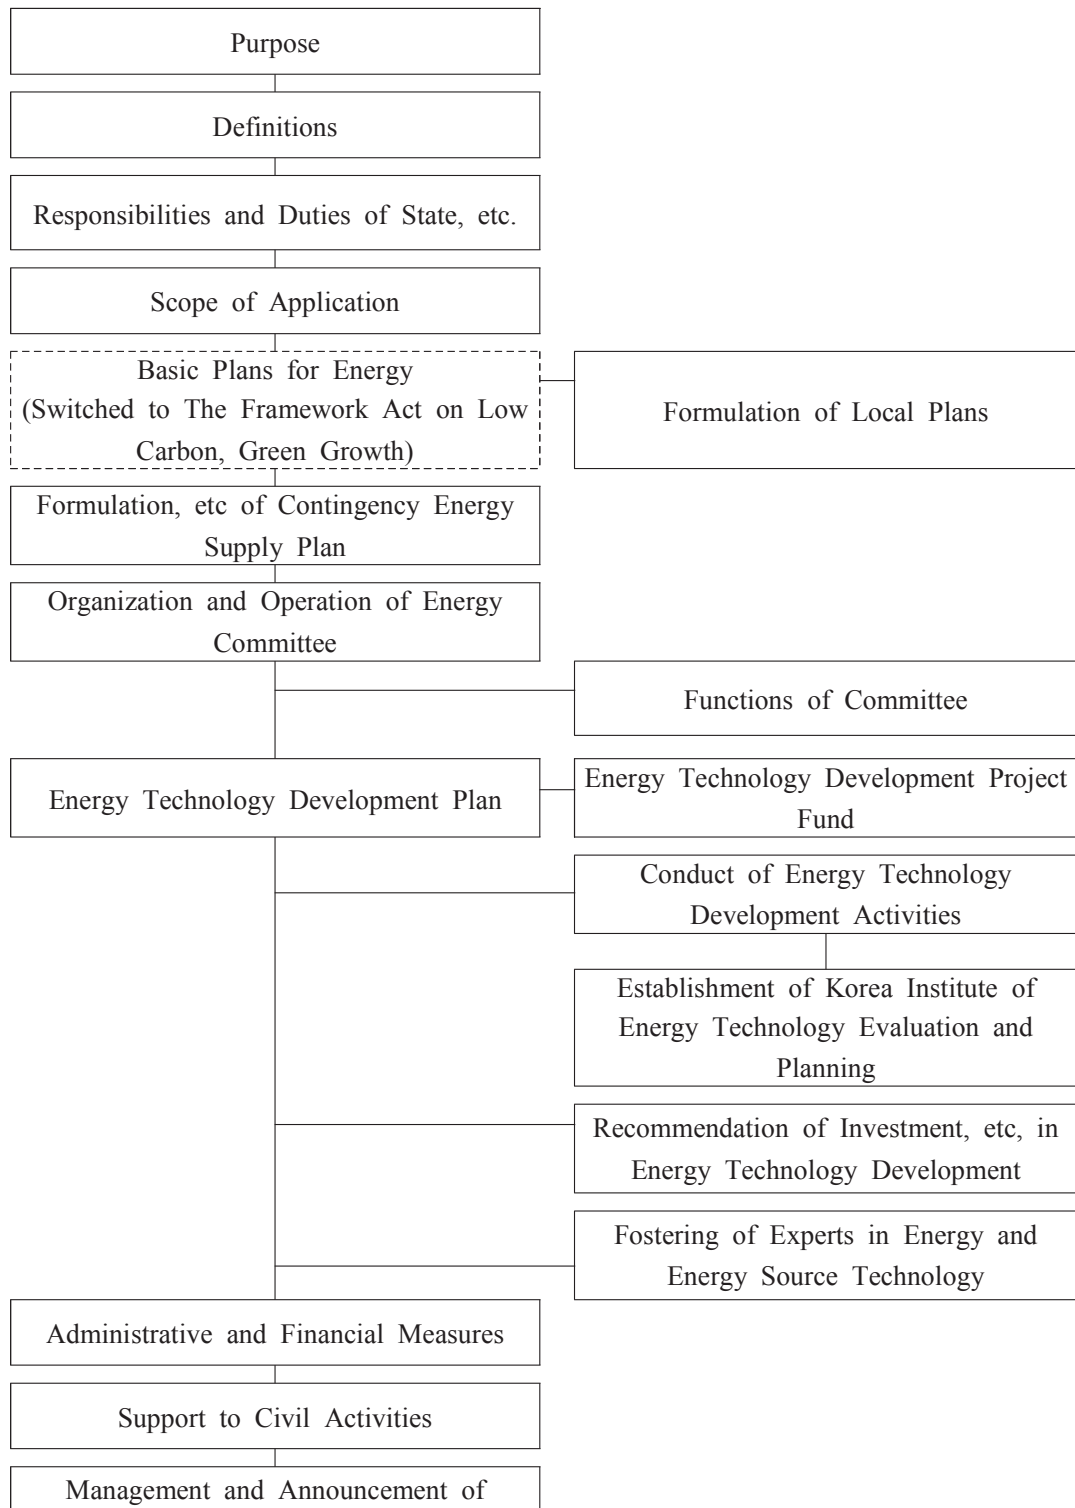 Purpose
Definitions
Responsibilities and Duties of State, etc.
Scope of Application
Basic Plans for Energy
(Switched to The Framework Act on Low
Carbon, Green Growth)
Formulation of Local Plans
Formulation, etc of Contingency Energy
Supply Plan
Organization and Operation of Energy
Committee
Functions of Committee
Energy Technology Development Plan
Energy Technology Development Project
Fund
Conduct of Energy Technology
Development Activities
Establishment of Korea Institute of
Energy Technology Evaluation and
Planning
Recommendation of Investment, etc, in
Energy Technology Development
Fostering of Experts in Energy and
Energy Source Technology
Administrative and Financial Measures
Support to Civil Activities
Management and Announcement of